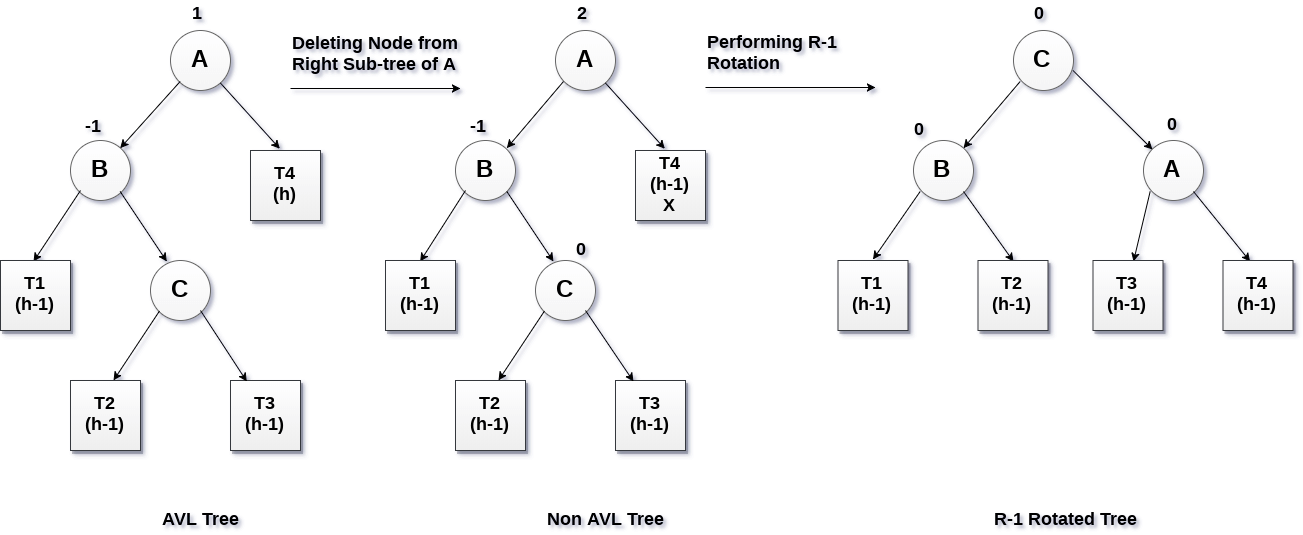 1
A
-1
B
T4
(h)
T1
(h-1)
C
T2
(h-1)
T3
(h-1)
AVL Tree
Deleting Node from
Right Sub-tree of A
2
A
-1
B
T4
(h-1)
X
0
T1
(h-1)
C
T2
(h-1)
T3
(h-1)
Non AVL Tree
Performing R-1
Rotation
0
C
0
B
0
A
T1
(h-1)
T2
(h-1)
T3
(h-1)
T4
(h-1)
R-1 Rotated Tree